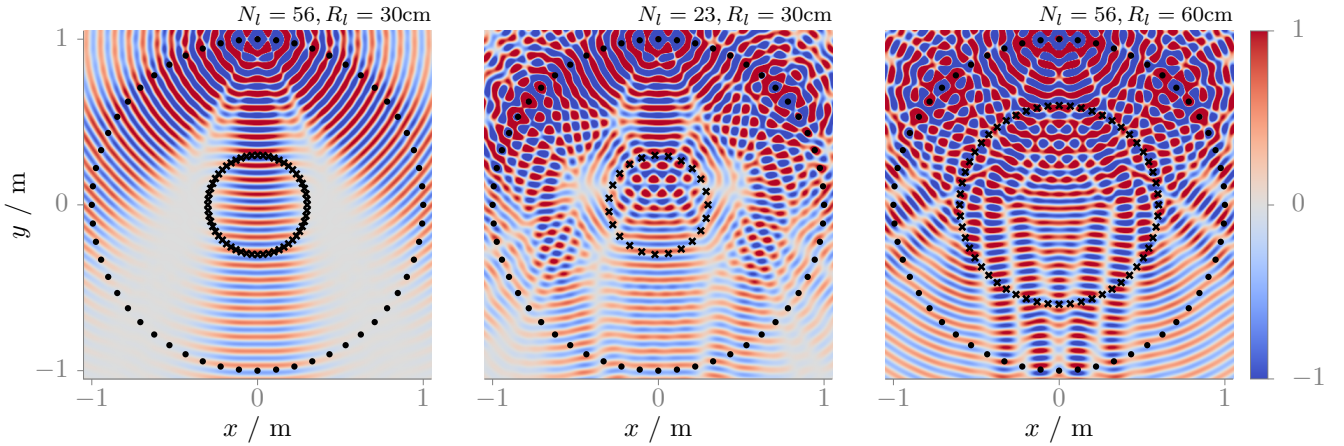 N_l = 56, R_l = 30cm
N_l = 23, R_l = 30cm
N_l = 56, R_l = 60cm
1
0
−1
y / m
−1 0 1
x / m
−1 0 1
x / m
−1 0 1
x / m
1
0
−1